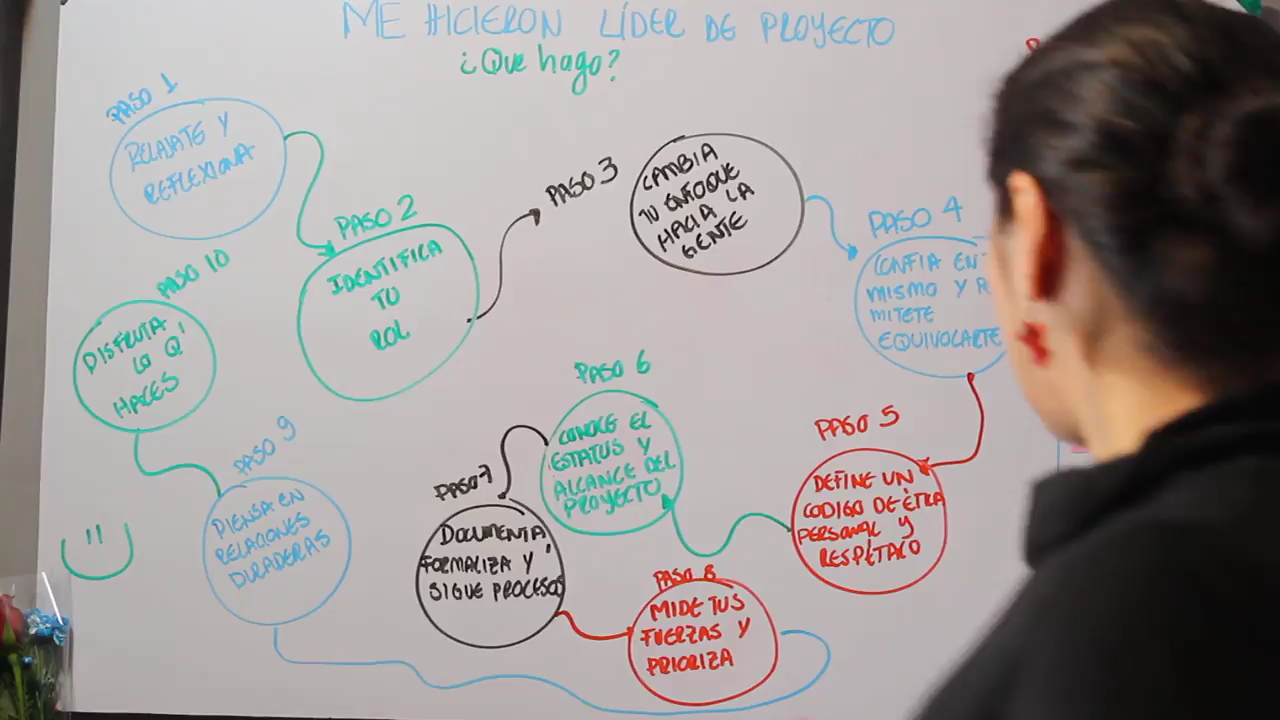 ME HICIERON LÍDER DE PROYECTO
¿Que hago?
PASO 1
RELAJATE Y
REFLEXIONA
PASO 2
IDENTIFICA
TU
ROL
PASO 3
CAMBIA
TU ENFOQUE
HACIA LA
GENTE
PASO 4
CONFIA EN
MISMO Y
MITETE
EQUIVOCARTE
PASO 5
DEFINE UN
CODIGO DE ÉTICA
PERSONAL Y
RESPÉTALO
PASO 6
CONOCE EL
ESTATUS Y
ALCANCE DEL
PROYECTO
PASO 7
DOCUMENTA,
FORMALIZA Y
SIGUE PROCESOS
PASO 8
MIDE TUS
FUERZAS Y
PRIORIZA
PASO 9
PIENSA EN
RELACIONES
DURADERAS
PASO 10
DISFRUTA
LO Q'
HACES